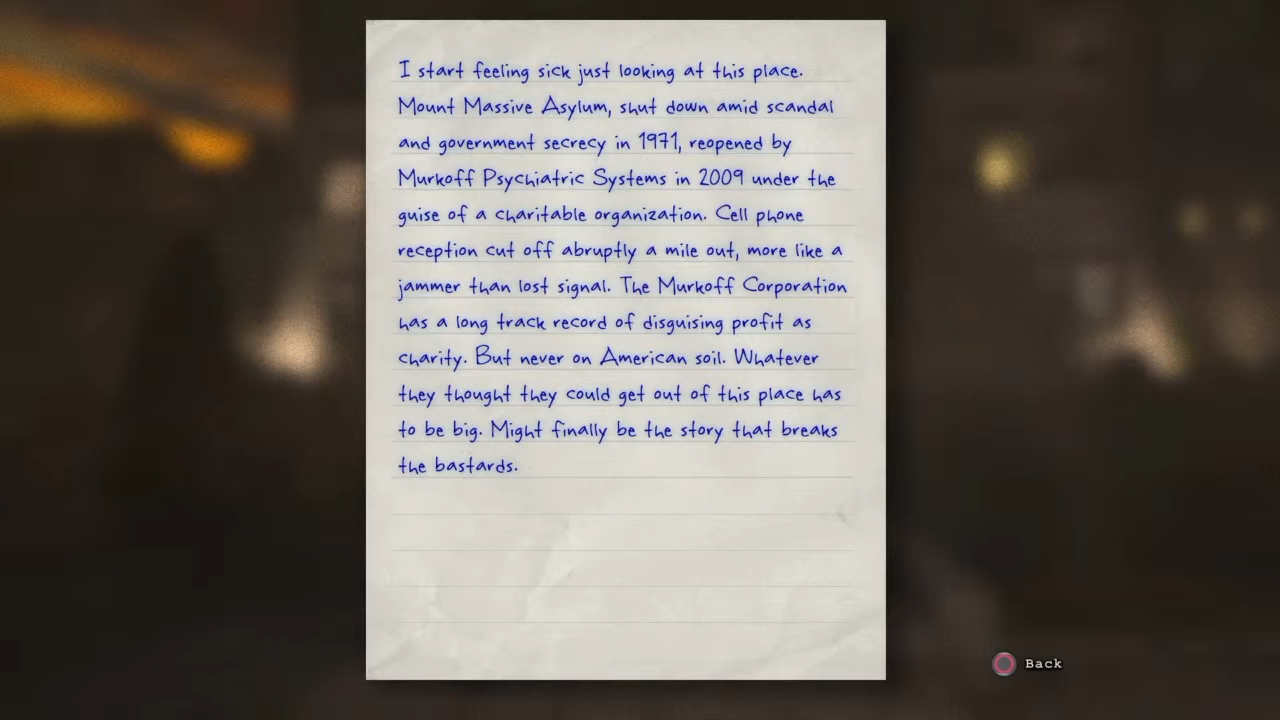 I start feeling sick just looking at this place.
Mount Massive Asylum, shut down amid scandal
and government secrecy in 1971, reopened by
Murkoff Psychiatric Systems in 2009 under the
guise of a charitable organization. Cell phone
reception cut off abruptly a mile out, more like a
jammer than lost signal. The Murkoff Corporation
has a long track record of disguising profit as
charity. But never on American soil. Whatever
they thought they could get out of this place has
to be big. Might finally be the story that breaks
the bastards.
Back